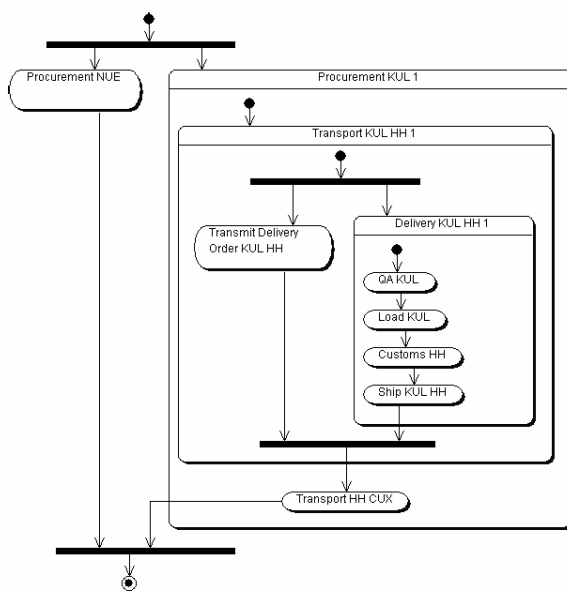 Procurement NUE
Procurement KUL 1
Transport KUL HH 1
Transmit Delivery
Order KUL HH
Delivery KUL HH 1
QA KUL
Load KUL
Customs HH
Ship KUL HH
Transport HH CUX